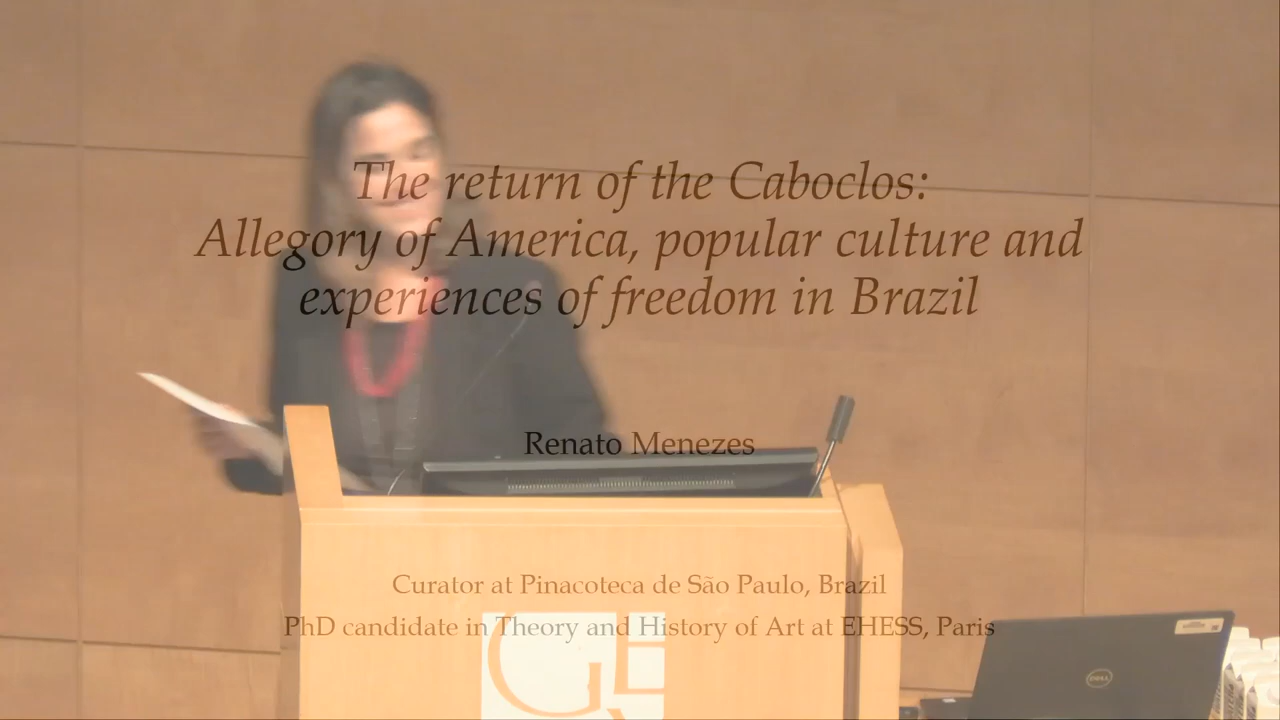 The return of the Caboclos:
Allegory of America, popular culture and
experiences of freedom in Brazil
Renato Menezes
Curator at Pinacoteca de São Paulo, Brazil
PhD candidate in Theory and History of Art at EHESS, Paris
DELL